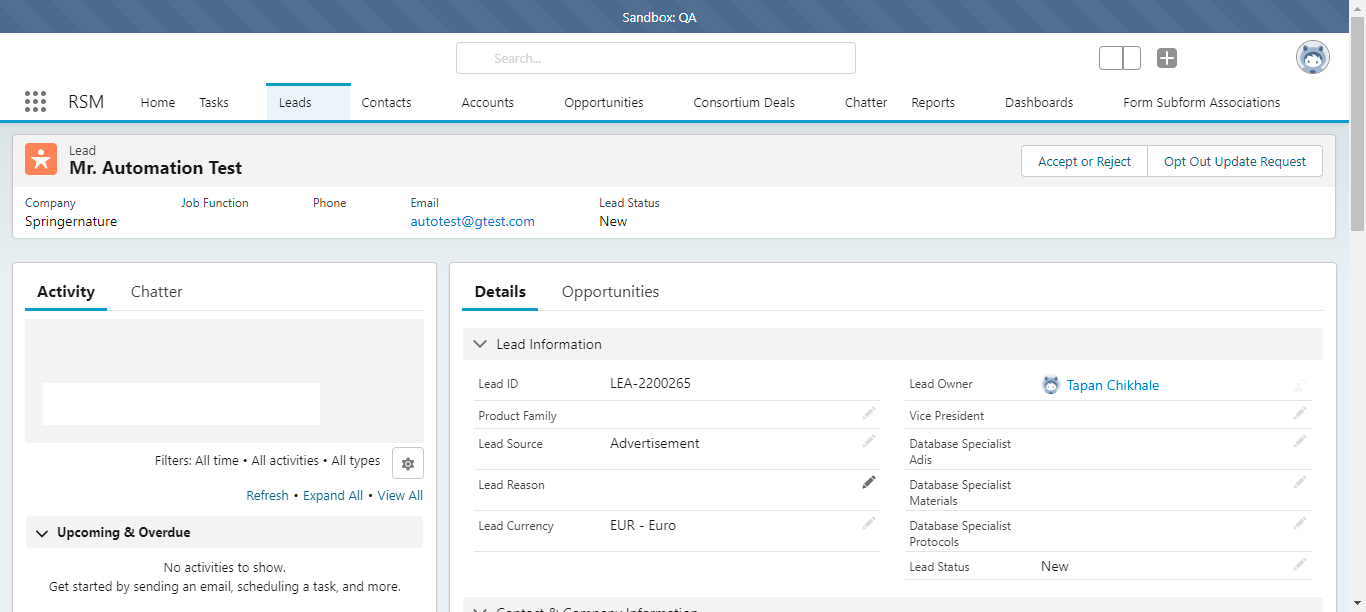 Sandbox: QA
Search...
RSM Home Tasks Leads Contacts Accounts Opportunities Consortium Deals Chatter Reports Dashboards Form Subform Associations
Lead
Mr. Automation Test
Accept or Reject Opt Out Update Request
Company Job Function Phone Email Lead Status
Springernature autotest@gtest.com New
Activity Chatter
Filters: All time • All activities • All types
Refresh • Expand All • View All
Upcoming & Overdue
No activities to show.
Get started by sending an email, scheduling a task, and more.
Details Opportunities
Lead Information
Lead ID LEA-2200265 Lead Owner Tapan Chikhale
Product Family Vice President
Lead Source Advertisement Database Specialist
Adis
Lead Reason Database Specialist
Materials
Lead Currency EUR - Euro Database Specialist
Protocols
Lead Status New
Contact & Company Information